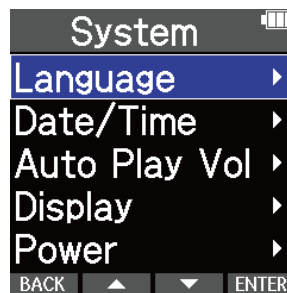 System
Language
Date/Time
Auto Play Vol
Display
Power
BACK ENTER